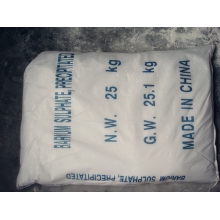 BARIUM SULPHATE, PRECIPITATED
N. W. 25 kg
G. W. 25.1 kg
MADE IN CHINA
BARIUM SULPHATE, PRECIPITATED